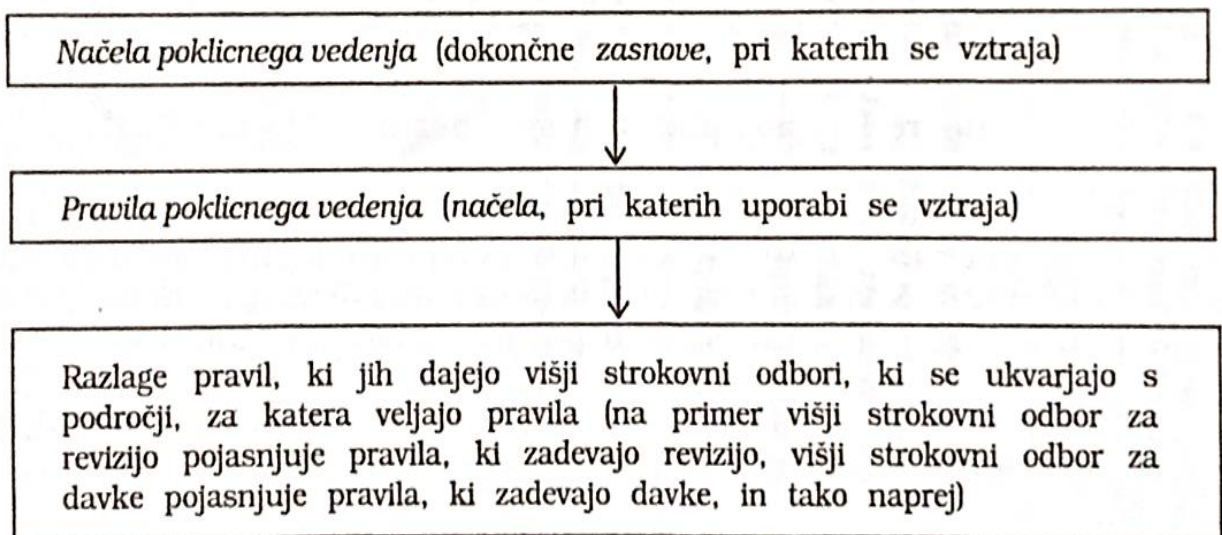 Načela poklicnega vedenja (dokončne zasnove, pri katerih se vztraja)
Pravila poklicnega vedenja (načela, pri katerih uporabi se vztraja)
Razlage pravil, ki jih dajejo višji strokovni odbori, ki se ukvarjajo s
področji, za katera veljajo pravila (na primer višji strokovni odbor za
revizijo pojasnjuje pravila, ki zadevajo revizijo, višji strokovni odbor za
davke pojasnjuje pravila, ki zadevajo davke, in tako naprej)